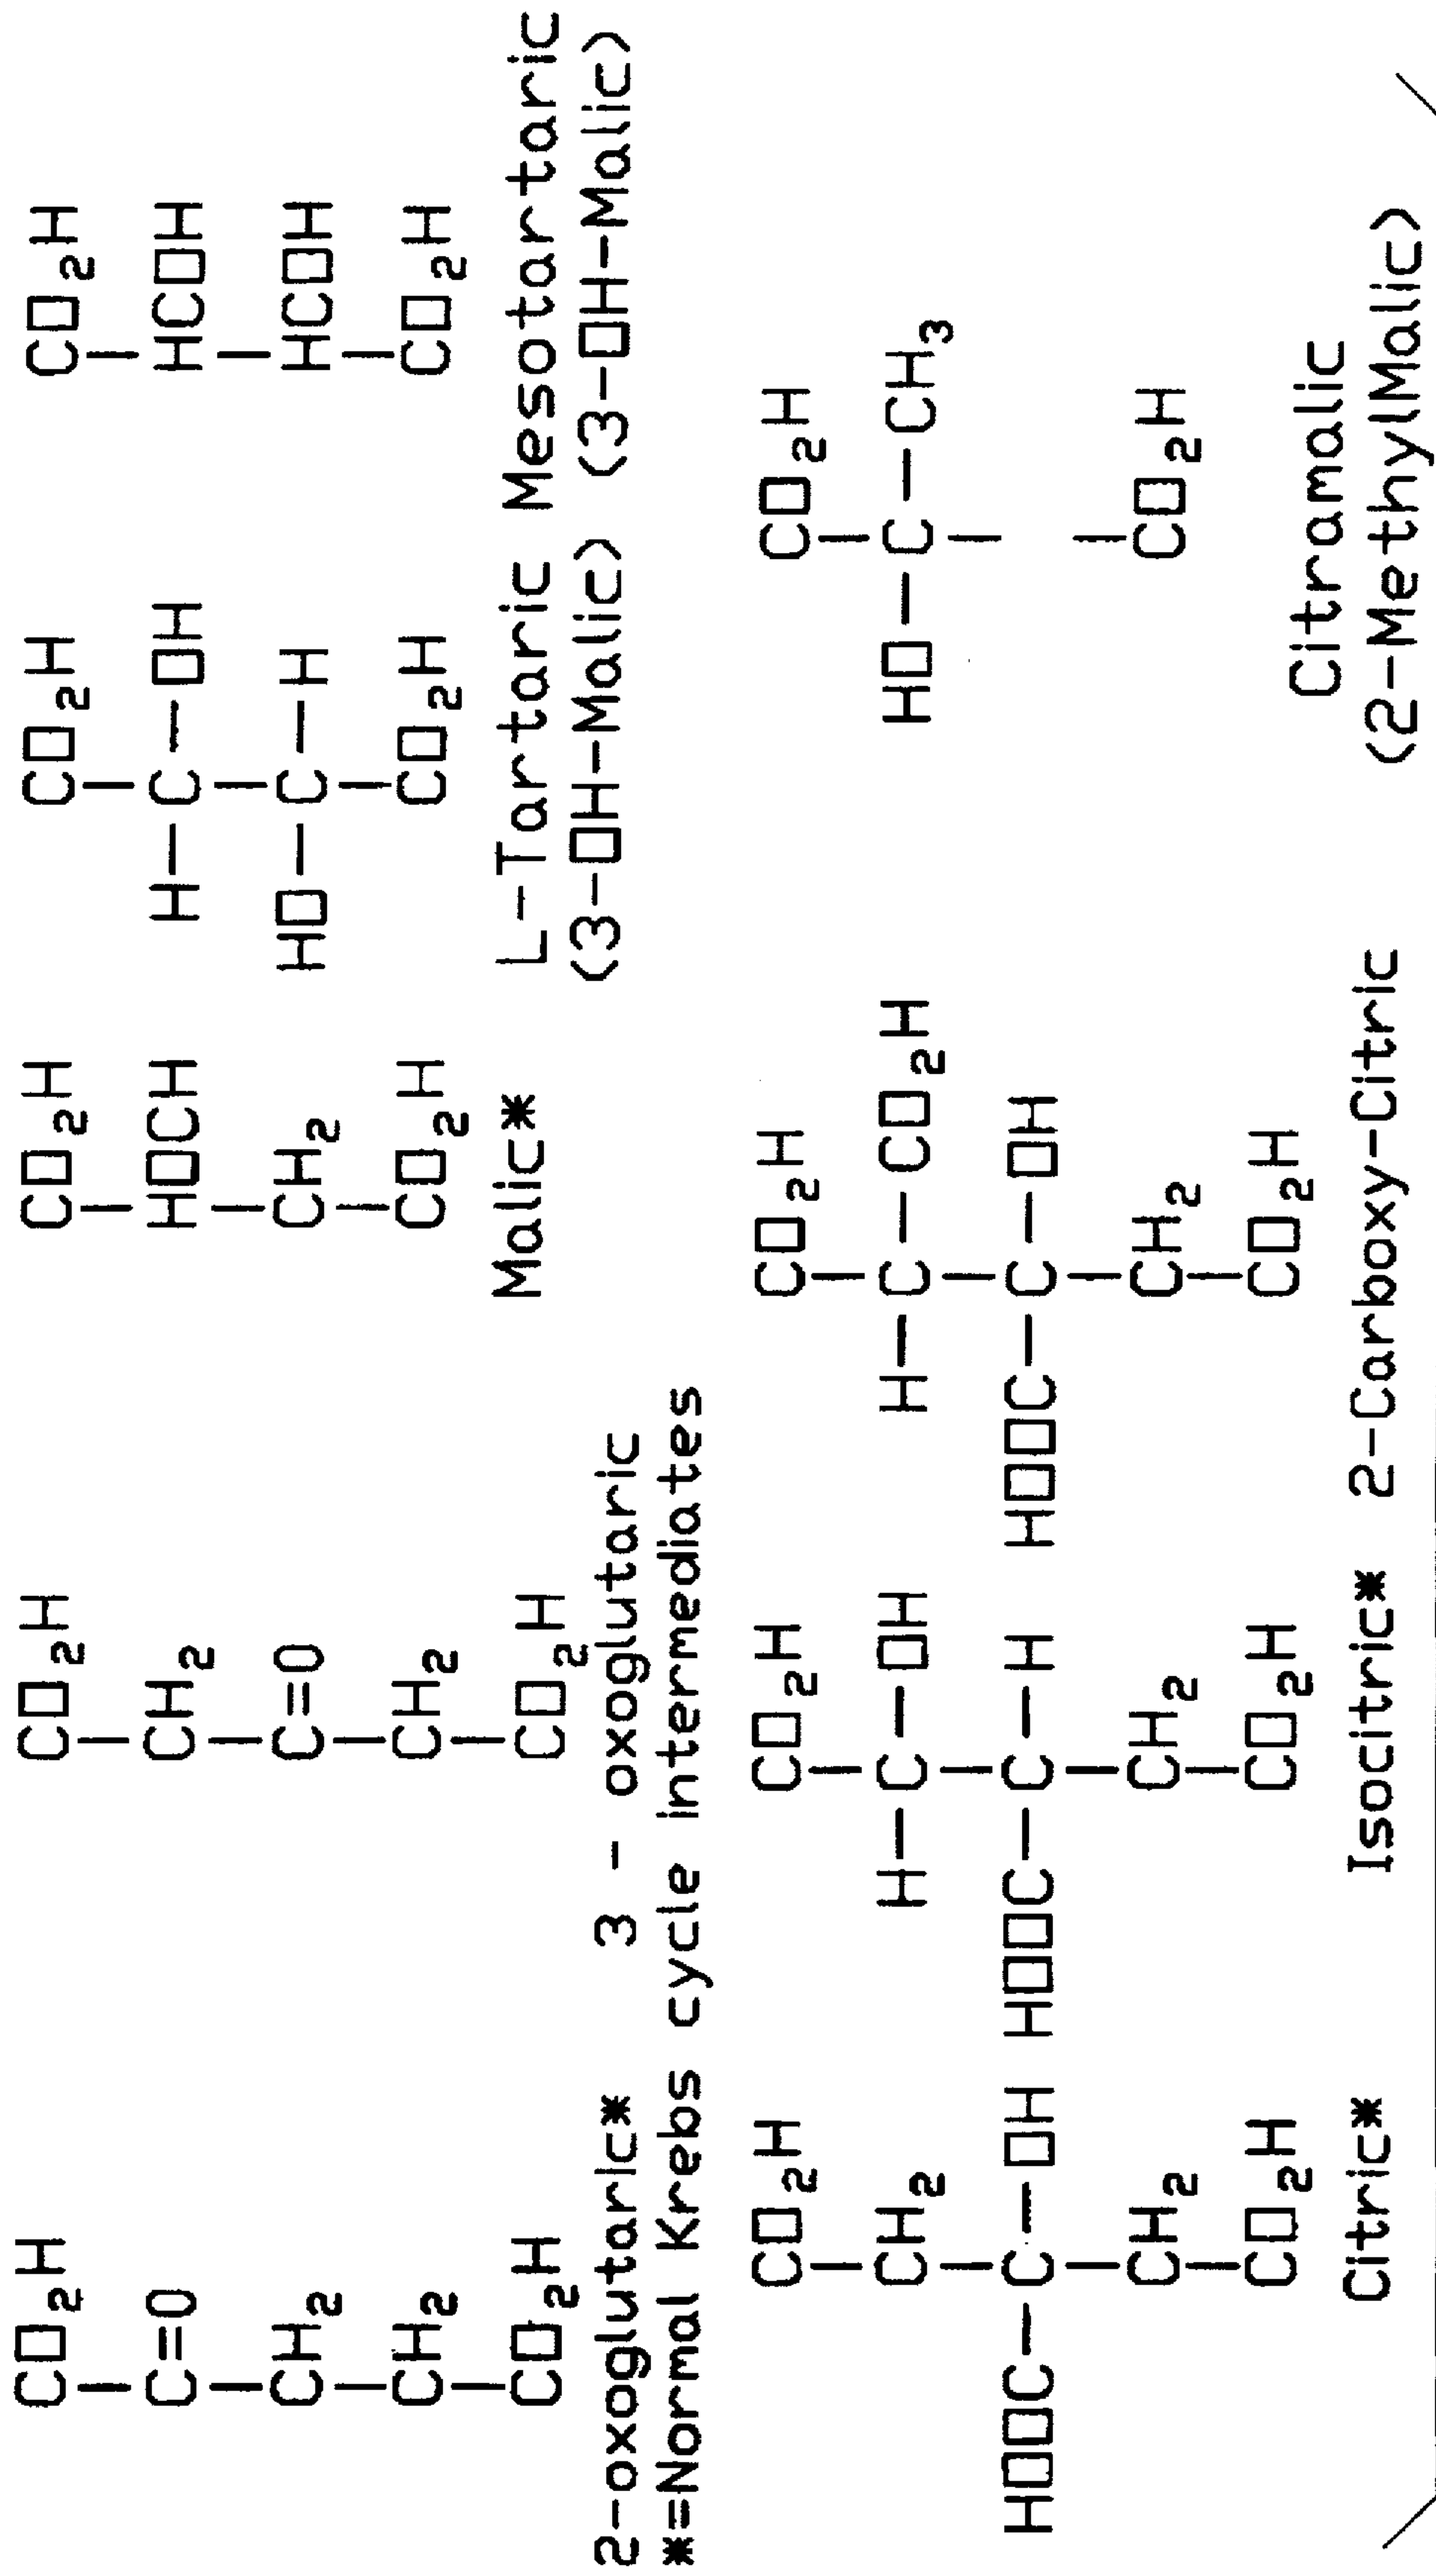 CO2H CO2H CO2H CO2H CO2H
C=O CH2 HOCH H-C-OH HCOH
CH2 C=O CH2 HO-C-H HCOH
CH2 CH2 CO2H CO2H CO2H
CO2H CO2H Malic* L-Tartaric Mesotartaric
2-oxoglutaric* 3 - oxoglutaric (3-OH-Malic) (3-OH-Malic)
*=Normal Krebs cycle intermediates
CO2H CO2H CO2H CO2H
CH2 H-C-OH H-C-CO2H HO-C-CH3
HOOC-C-OH HOOC-C-H HOOC-C-OH
CH2 CH2 CH2 CO2H
CO2H CO2H CO2H
Citric* Isocitric* 2-Carboxy-Citric Citramalic
(2-MethylMalic)